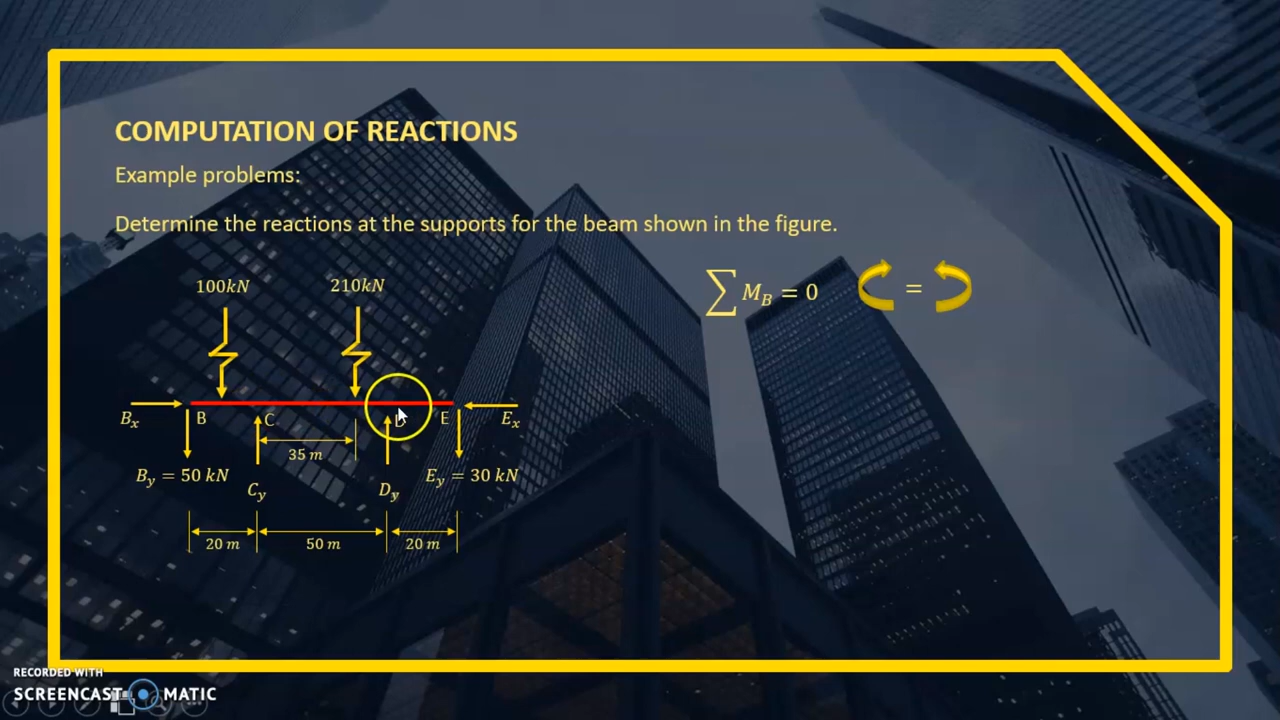 COMPUTATION OF REACTIONS
Example problems:
Determine the reactions at the supports for the beam shown in the figure.
100kN 210kN
∑ M_B = 0 =
B_x B C D E E_x
35 m
B_y = 50 kN C_y D_y E_y = 30 kN
20 m 50 m 20 m
RECORDED WITH
SCREENCAST MATIC